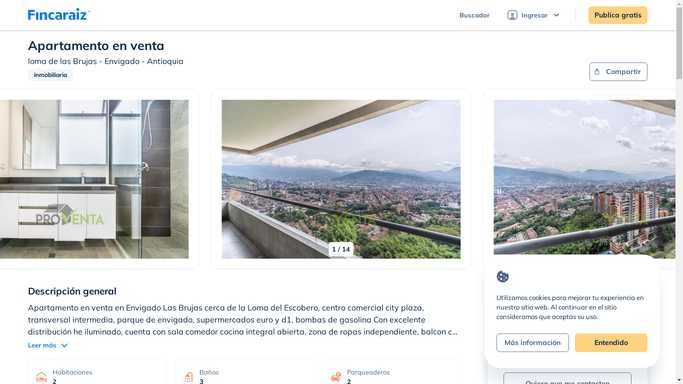 Fincaraiz
Buscador
Ingresar
Publica gratis
Apartamento en venta
loma de las Brujas - Envigado - Antioquia
Inmobiliaria
Compartir
PROVENTA
1 / 14
Descripción general
Apartamento en venta en Envigado Las Brujas cerca de la Loma del Escobero, centro comercial city plaza,
transversal intermedia, parque de envigado, supermercados euro y d1, bombas de gasolina Con excelente
distribución he iluminado, cuenta con sala comedor cocina integral abierta, zona de ropas independiente, balcon c...
Leer más
Habitaciones
2
Baños
3
Parqueaderos
2
Utilizamos cookies para mejorar tu experiencia en
nuestro sitio web. Al continuar en el sitio
consideramos que aceptas su uso.
Más información
Entendido
Quiero que me contacten